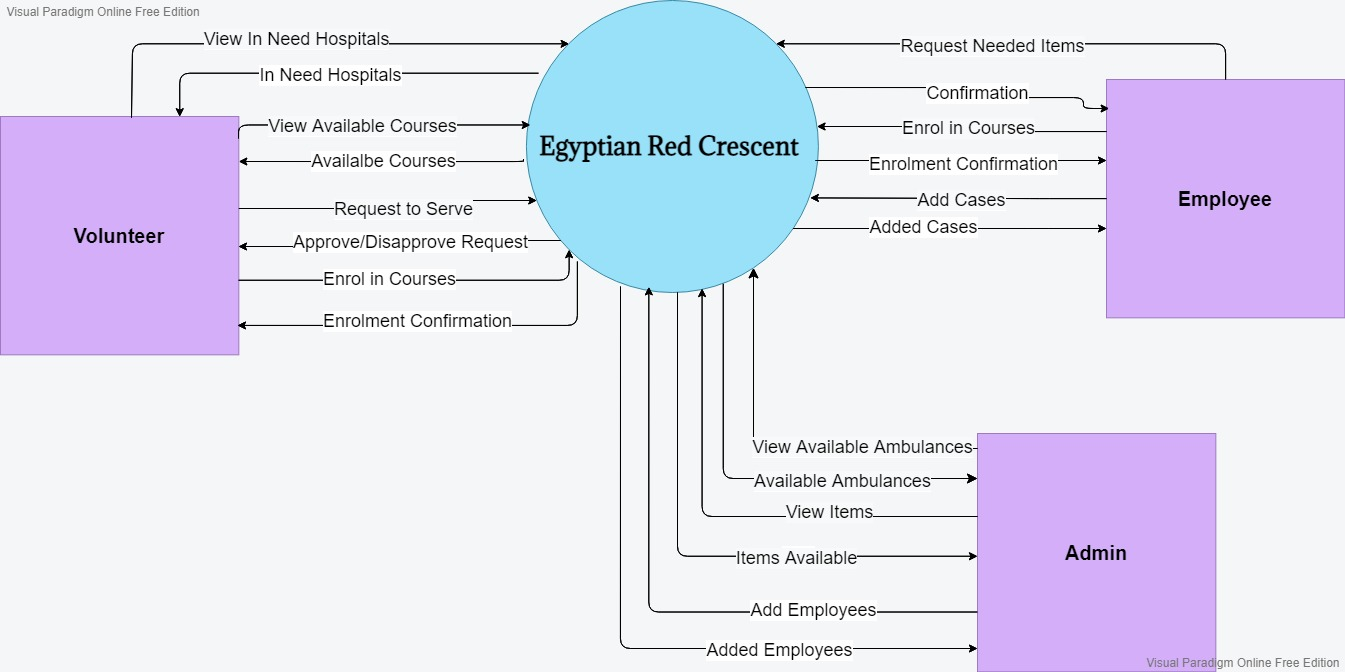 Visual Paradigm Online Free Edition
View In Need Hospitals
In Need Hospitals
View Available Courses
Availalbe Courses
Request to Serve
Approve/Disapprove Request
Enrol in Courses
Enrolment Confirmation
Volunteer
Egyptian Red Crescent
Request Needed Items
Confirmation
Enrol in Courses
Enrolment Confirmation
Add Cases
Added Cases
Employee
View Available Ambulances
Available Ambulances
View Items
Items Available
Add Employees
Added Employees
Admin
Visual Paradigm Online Free Edition